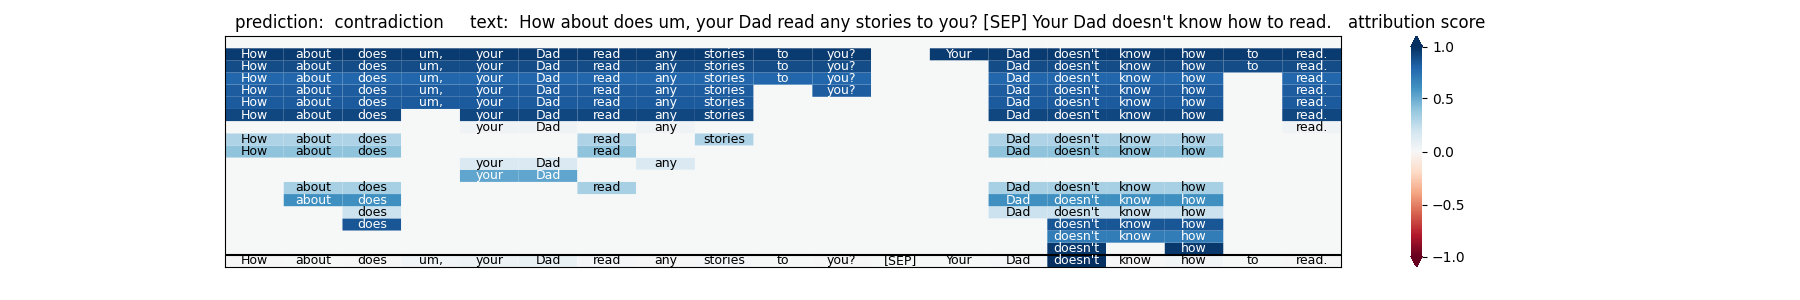 prediction:  contradiction     text:  How about does um, your Dad read any stories to you? [SEP] Your Dad doesn't know how to read.   attribution score
How about does um, your Dad read any stories to you? Your Dad doesn't know how to read. 1.0
How about does um, your Dad read any stories to you? Dad doesn't know how to read.
How about does um, your Dad read any stories to you? Dad doesn't know how read.
How about does um, your Dad read any stories you? Dad doesn't know how read.
How about does um, your Dad read any stories Dad doesn't know how read. 0.5
How about does your Dad read any stories Dad doesn't know how read.
your Dad any read.
How about does read stories Dad doesn't know how
How about does read Dad doesn't know how 0.0
your Dad any
your Dad
about does read Dad doesn't know how
about does Dad doesn't know how
does Dad doesn't know how −0.5
does doesn't know how
doesn't know how
doesn't how
How about does um, your Dad read any stories to you? [SEP] Your Dad doesn't know how to read. −1.0